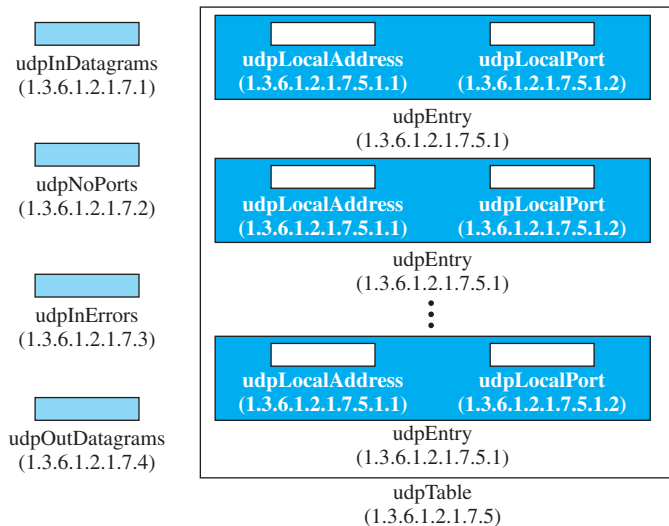 udpInDatagrams
(1.3.6.1.2.1.7.1)
udpNoPorts
(1.3.6.1.2.1.7.2)
udpInErrors
(1.3.6.1.2.1.7.3)
udpOutDatagrams
(1.3.6.1.2.1.7.4)
udpLocalAddress udpLocalPort
(1.3.6.1.2.1.7.5.1.1) (1.3.6.1.2.1.7.5.1.2)
udpEntry
(1.3.6.1.2.1.7.5.1)
udpLocalAddress udpLocalPort
(1.3.6.1.2.1.7.5.1.1) (1.3.6.1.2.1.7.5.1.2)
udpEntry
(1.3.6.1.2.1.7.5.1)
udpLocalAddress udpLocalPort
(1.3.6.1.2.1.7.5.1.1) (1.3.6.1.2.1.7.5.1.2)
udpEntry
(1.3.6.1.2.1.7.5.1)
udpTable
(1.3.6.1.2.1.7.5)